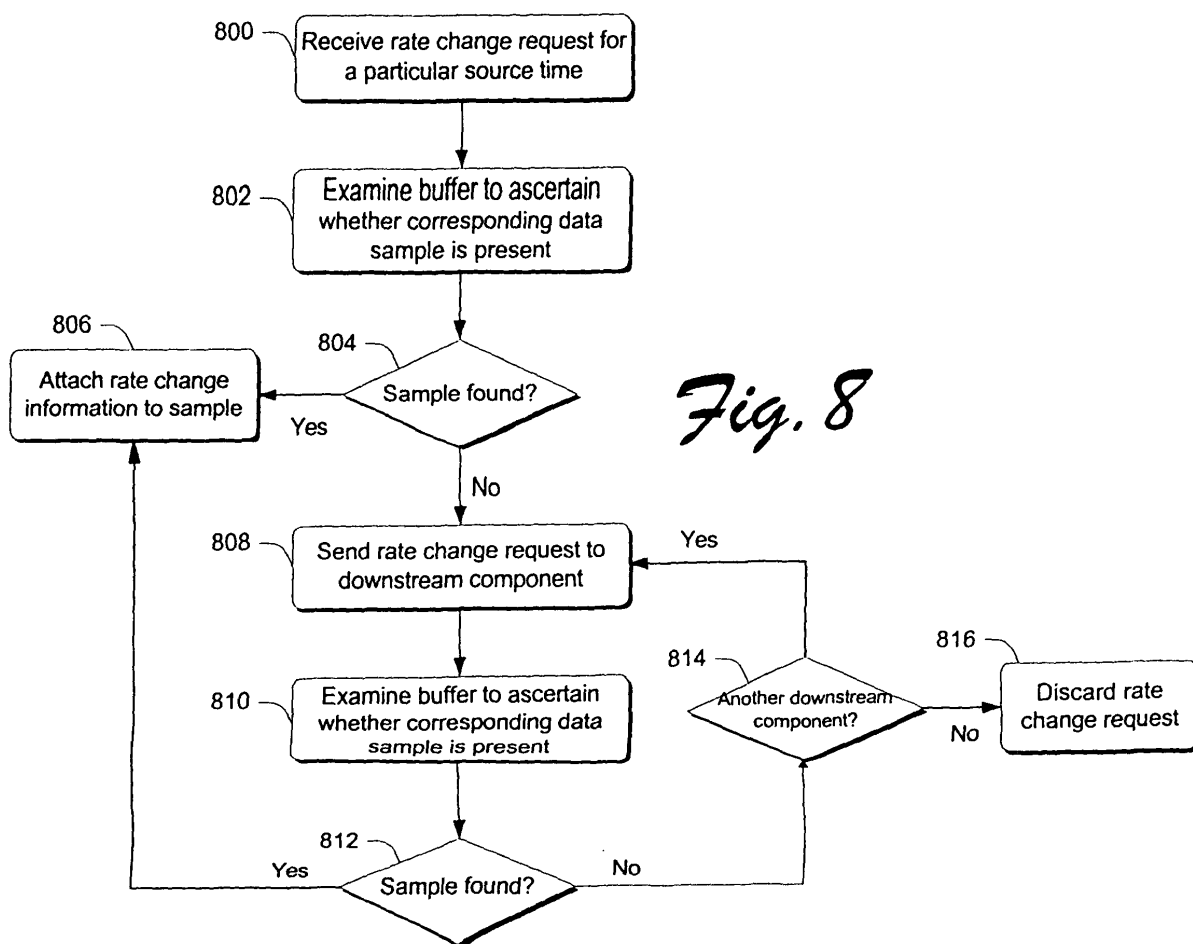 800
Receive rate change request for
a particular source time
802
Examine buffer to ascertain
whether corresponding data
sample is present
806
Attach rate change
information to sample
804
Sample found?
Yes
No
Fig. 8
808
Send rate change request to
downstream component
Yes
810
Examine buffer to ascertain
whether corresponding data
sample is present
814
Another downstream
component?
No
816
Discard rate
change request
812
Sample found?
Yes
No